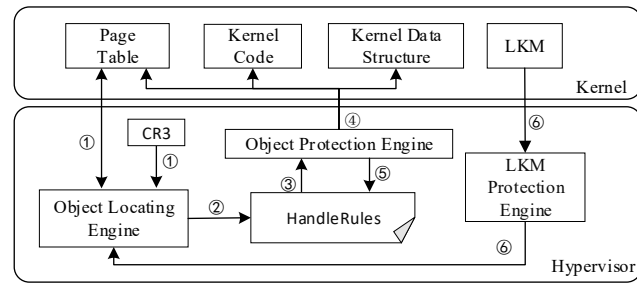 Page
Table
Kernel
Code
Kernel Data
Structure
LKM
Kernel
①
CR3
①
④
⑥
Object Protection Engine
③
⑤
LKM
Protection
Engine
Object Locating
Engine
②
HandleRules
⑥
Hypervisor